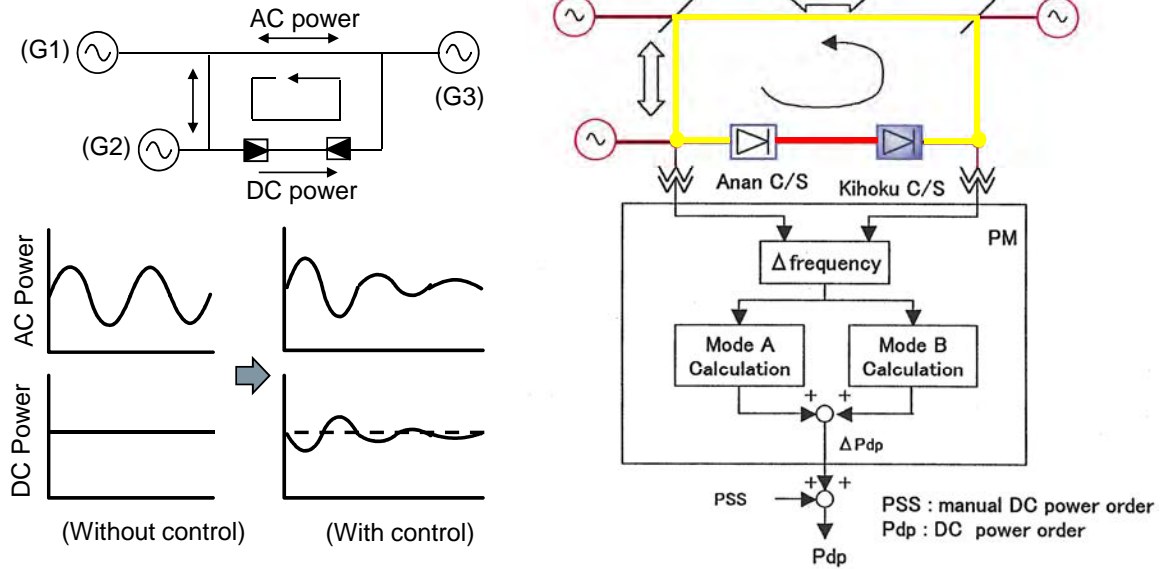 AC power
(G1)
(G3)
(G2)
DC power
AC Power
DC Power
(Without control)
(With control)
Anan C/S
Kihoku C/S
PM
Δfrequency
Mode A
Calculation
Mode B
Calculation
+ +
ΔPdp
+ +
PSS
Pdp
PSS : manual DC power order
Pdp : DC power order